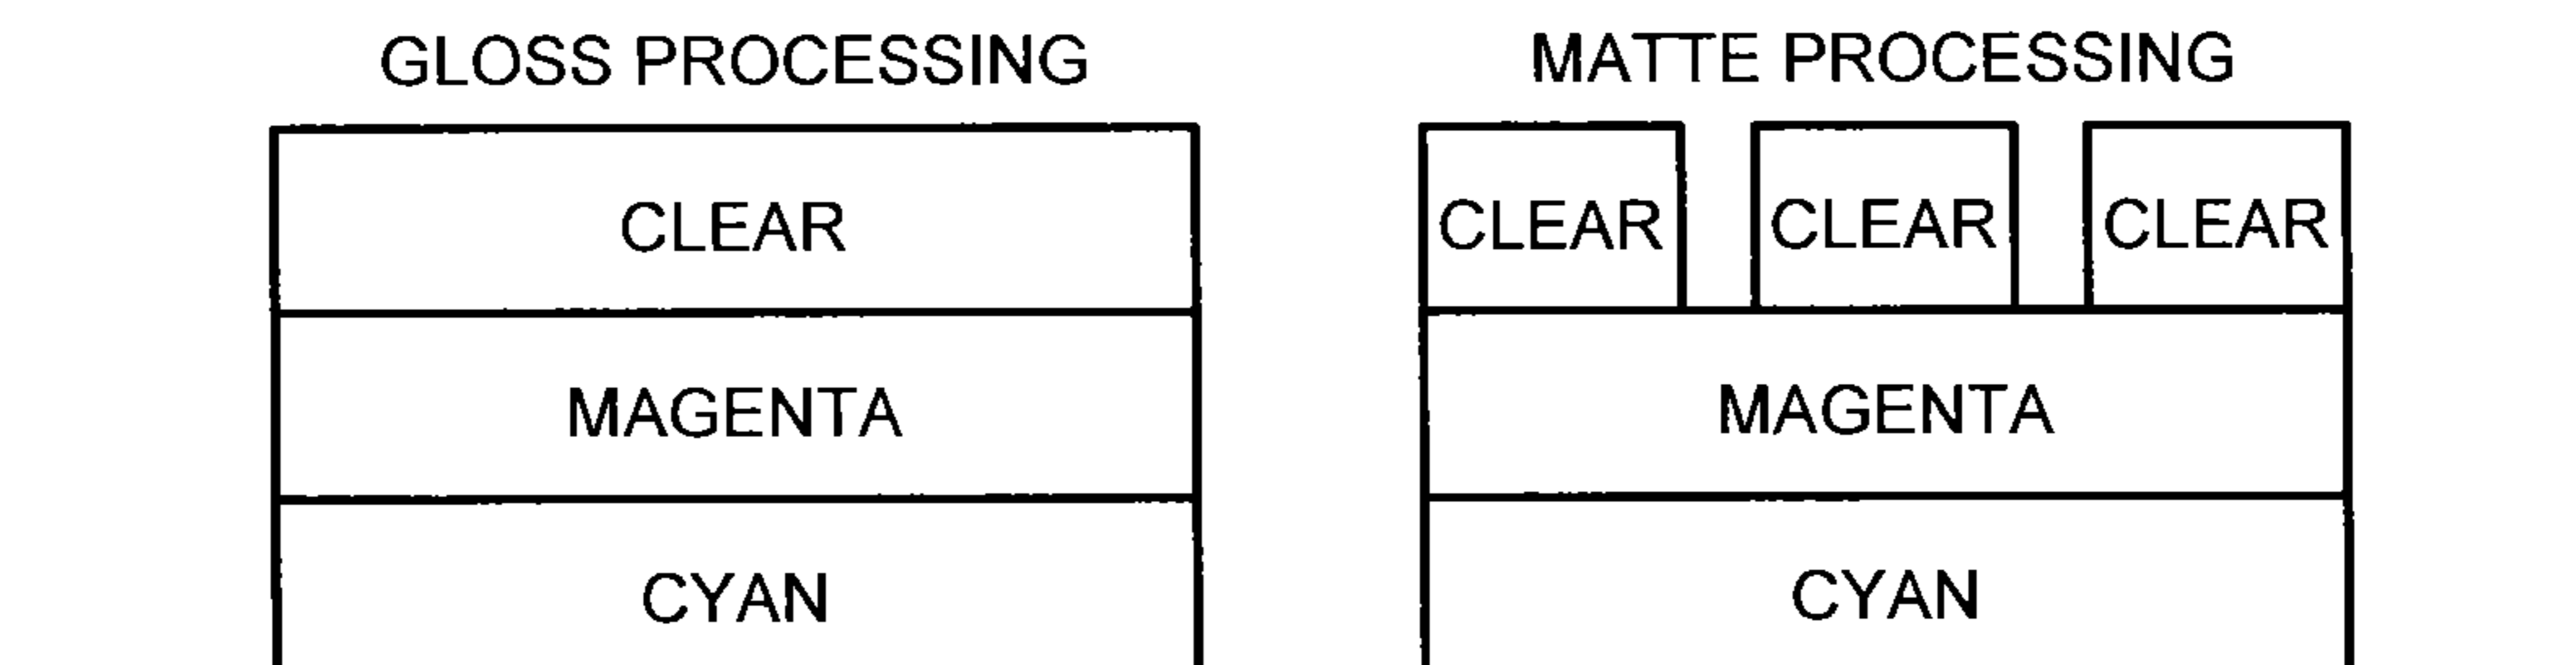 GLOSS PROCESSING
CLEAR
MAGENTA
CYAN
MATTE PROCESSING
CLEAR CLEAR CLEAR
MAGENTA
CYAN